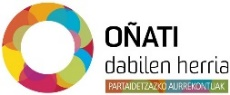 OÑATI
dabilen herria
PARTAIDETZAZKO AURREKONTUAK